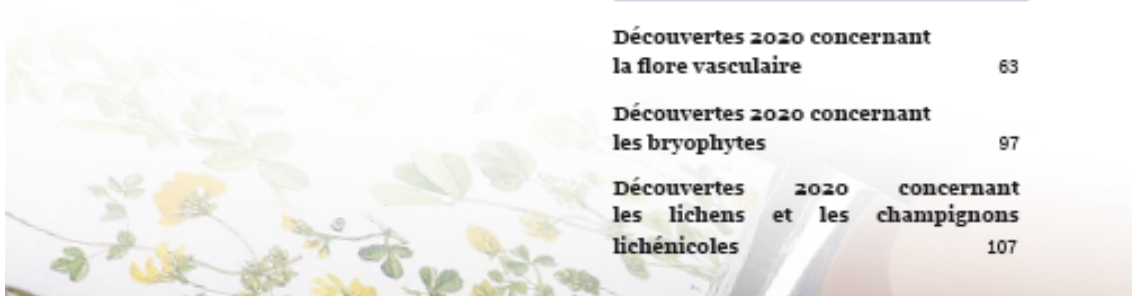 Découvertes 2020 concernant
la flore vasculaire 63
Découvertes 2020 concernant
les bryophytes 97
Découvertes 2020 concernant
les lichens et les champignons
lichénicoles 107